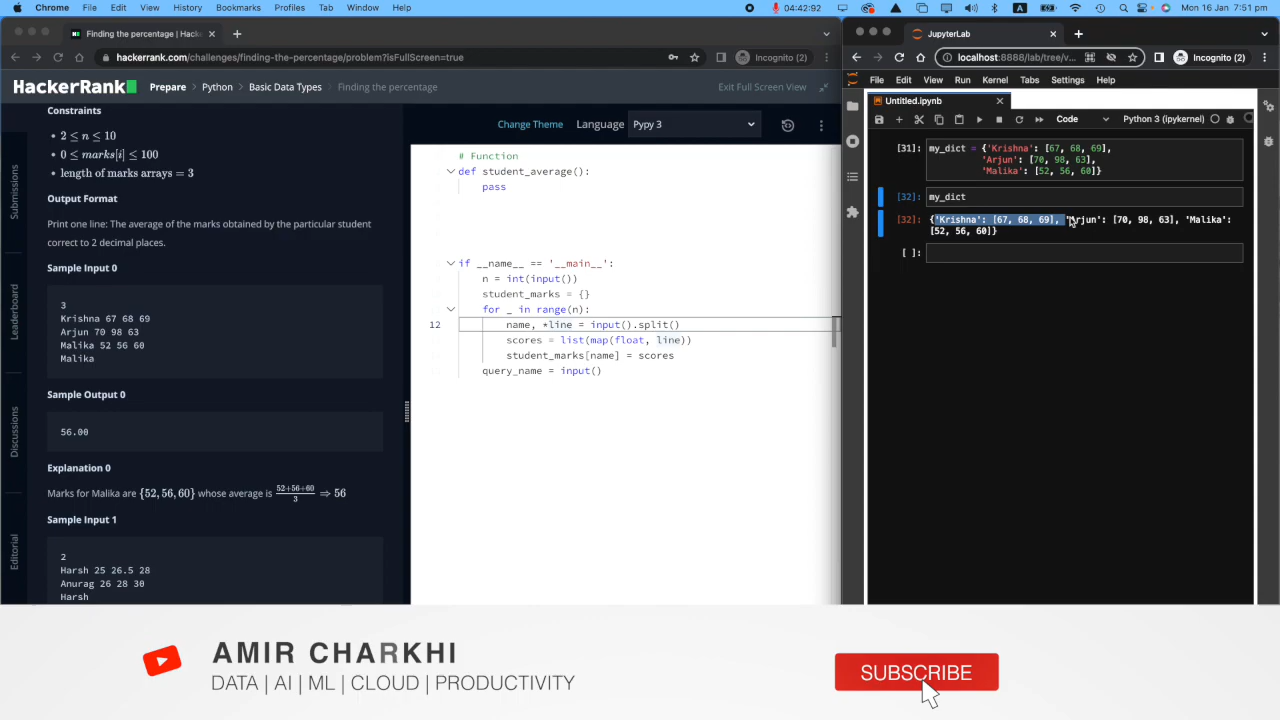 Chrome File Edit View History Bookmarks Profiles Tab Window Help
04:42:92 A Mon 16 Jan 7:51 pm
Finding the percentage | Hack
hackerrank.com/challenges/finding-the-percentage/problem?isFullScreen=true
Incognito (2)
HackerRank Prepare Python Basic Data Types Finding the percentage Exit Full Screen View
Submissions
Leaderboard
Discussions
Editorial
Constraints
2 ≤ n ≤ 10
0 ≤ marks[i] ≤ 100
length of marks arrays = 3
Output Format
Print one line: The average of the marks obtained by the particular student
correct to 2 decimal places.
Sample Input 0
3
Krishna 67 68 69
Arjun 70 98 63
Malika 52 56 60
Malika
Sample Output 0
56.00
Explanation 0
Marks for Malika are {52, 56, 60} whose average is 52+56+60/3 ⇒ 56
Sample Input 1
2
Harsh 25 26.5 28
Anurag 26 28 30
Harsh
Change Theme Language Pypy 3
# Function
def student_average():
pass
if __name__ == '__main__':
n = int(input())
student_marks = {}
for _ in range(n):
12 name, *line = input().split()
scores = list(map(float, line))
student_marks[name] = scores
query_name = input()
JupyterLab
localhost:8888/lab/tree/
Incognito (2)
File Edit View Run Kernel Tabs Settings Help
Untitled.ipynb
Code Python 3 (ipykernel)
[31]: my_dict = {'Krishna': [67, 68, 69],
'Arjun': [70, 98, 63],
'Malika': [52, 56, 60]}
[32]: my_dict
[32]: {'Krishna': [67, 68, 69], 'Arjun': [70, 98, 63], 'Malika':
[52, 56, 60]}
[ ]:
AMIR CHARKHI
DATA | AI | ML | CLOUD | PRODUCTIVITY
SUBSCRIBE